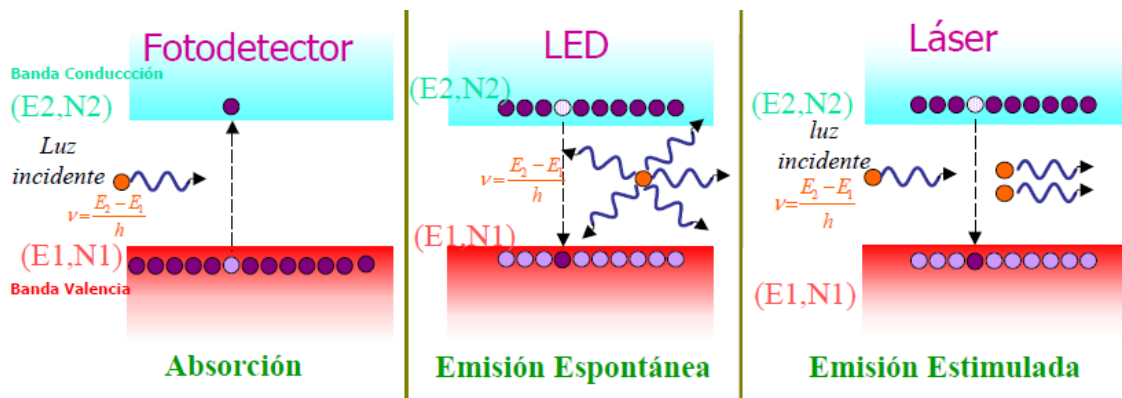 Fotodetector
Banda Conduccción
(E2,N2)
Luz
incidente
ν=E₂−E₁/h
(E1,N1)
Banda Valencia
Absorción
LED
(E2,N2)
ν=E₂−E₁/h
(E1,N1)
Emisión Espontánea
Láser
(E2,N2)
luz
incidente
ν=E₂−E₁/h
(E1,N1)
Emisión Estimulada